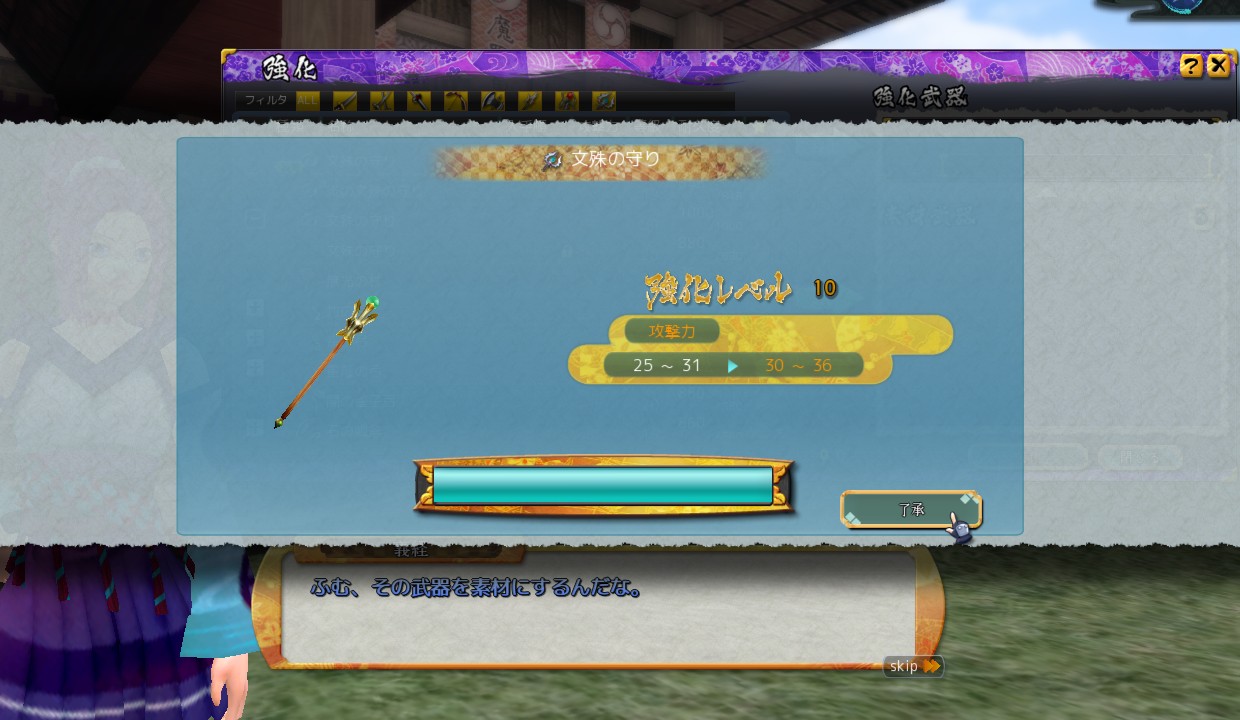 強化
フィルタ ALL
強化武器
文殊の守り
強化レベル 10
攻撃力
25 ～ 31 30 ～ 36
了承
義経
ふむ、その武器を素材にするんだな。
skip